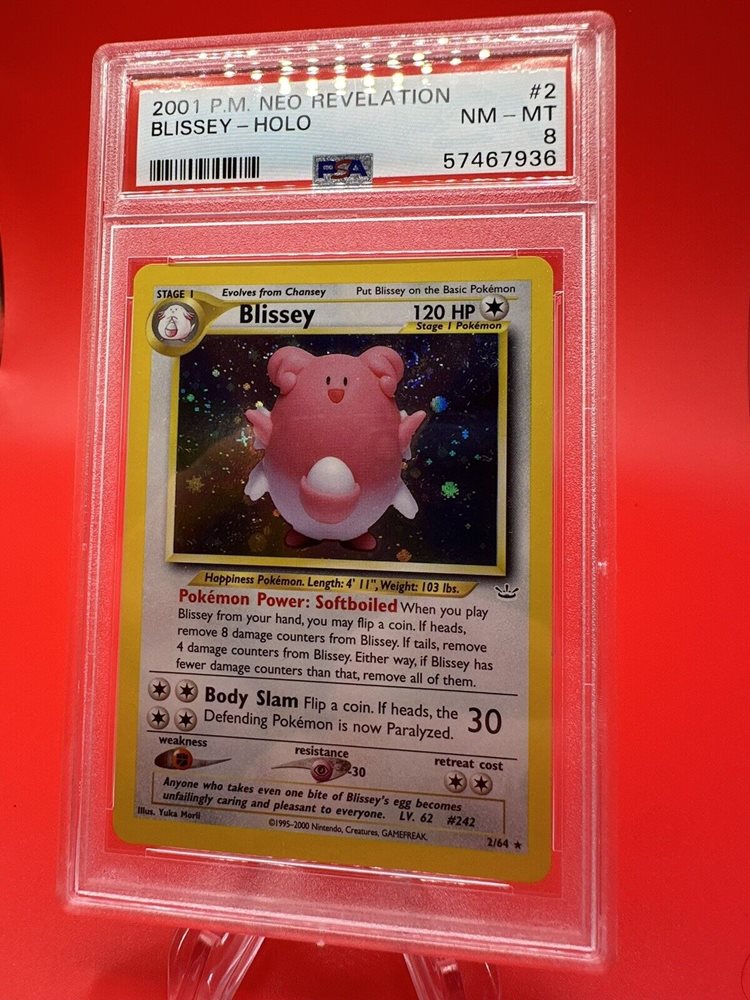 2001 P.M. NEO REVELATION #2
BLISSEY – HOLO NM – MT
8
PSA 57467936
STAGE 1 Evolves from Chansey Put Blissey on the Basic Pokémon
Blissey 120 HP
Stage 1 Pokémon
Happiness Pokémon. Length: 4' 11", Weight: 103 lbs.
Pokémon Power: Softboiled When you play
Blissey from your hand, you may flip a coin. If heads,
remove 8 damage counters from Blissey. If tails, remove
4 damage counters from Blissey. Either way, if Blissey has
fewer damage counters than that, remove all of them.
Body Slam Flip a coin. If heads, the
Defending Pokémon is now Paralyzed. 30
weakness resistance retreat cost
-30
Anyone who takes even one bite of Blissey's egg becomes
unfailingly caring and pleasant to everyone. LV. 62 #242
Illus. Yuka Morii ©1995-2000 Nintendo, Creatures, GAMEFREAK. 2/64 ★